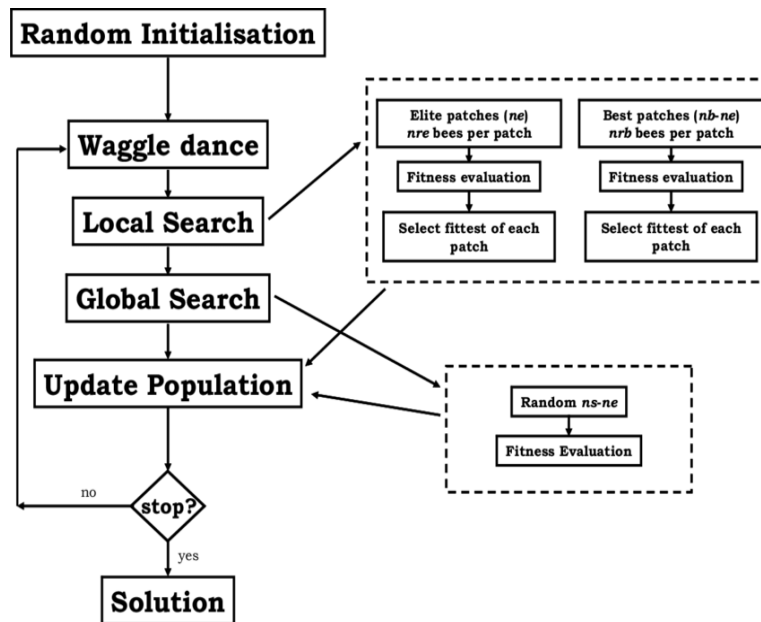 Random Initialisation
Waggle dance
Local Search
Global Search
Update Population
stop?
no
yes
Solution
Elite patches (ne)
nre bees per patch
Fitness evaluation
Select fittest of each
patch
Best patches (nb-ne)
nrb bees per patch
Fitness evaluation
Select fittest of each
patch
Random ns-ne
Fitness Evaluation